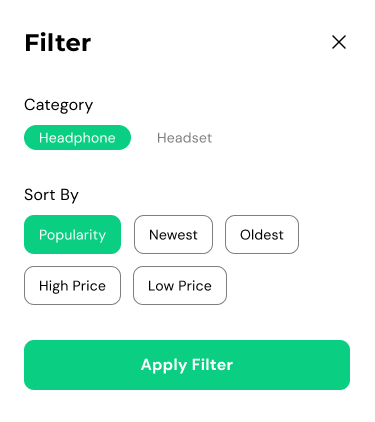 Filter
Category
Headphone Headset
Sort By
Popularity Newest Oldest
High Price Low Price
Apply Filter